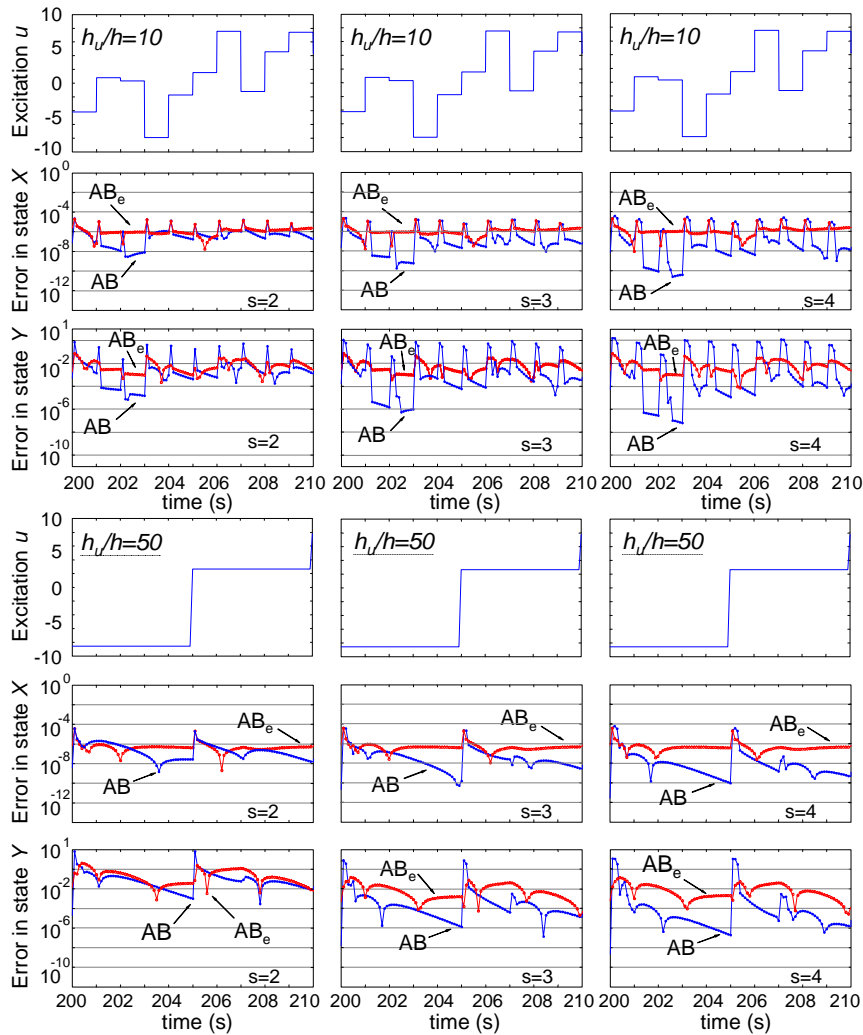 Excitation u
10
5
0
-5
-10
h_u/h=10
h_u/h=10
h_u/h=10
Error in state X
10^0
10^-4
10^-8
10^-12
AB_e
AB
s=2
AB_e
AB
s=3
AB_e
AB
s=4
Error in state Y
10^1
10^-2
10^-6
10^-10
AB_e
AB
s=2
AB_e
AB
s=3
AB_e
AB
s=4
200 202 204 206 208 210
200 202 204 206 208 210
200 202 204 206 208 210
time (s)
time (s)
time (s)
Excitation u
10
5
0
-5
-10
h_u/h=50
h_u/h=50
h_u/h=50
Error in state X
10^0
10^-4
10^-8
10^-12
AB_e
AB
s=2
AB_e
AB
s=3
AB_e
AB
s=4
Error in state Y
10^1
10^-2
10^-6
10^-10
AB
AB_e
s=2
AB_e
AB
s=3
AB_e
AB
s=4
200 202 204 206 208 210
200 202 204 206 208 210
200 202 204 206 208 210
time (s)
time (s)
time (s)